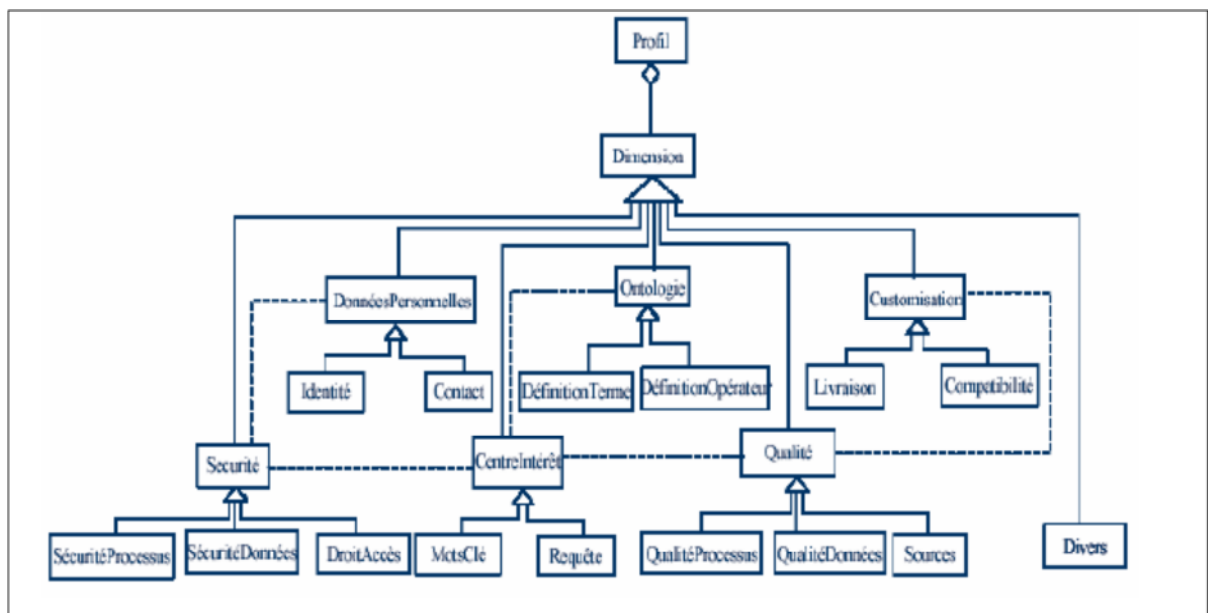 Profil
Dimension
DonnéesPersonnelles
Ontologie
Customisation
Identité
Contact
DéfinitionTerme
DéfinitionOpérateur
Livraison
Compatibilité
Securité
CentreIntérêt
Qualité
SécuritéProcessus
SécuritéDonnées
DroitAccès
MotsClé
Requête
QualitéProcessus
QualitéDonnées
Sources
Divers